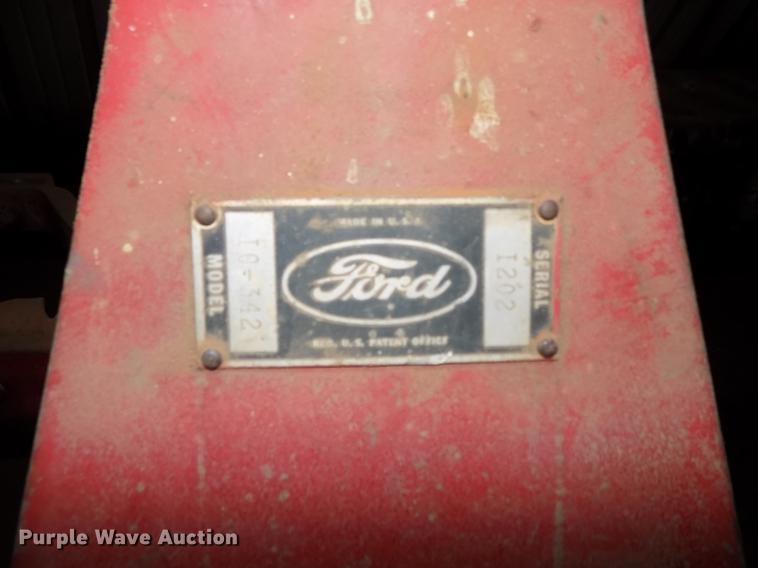 MADE IN U.S.A.
MODEL
10-342
Ford
1202
SERIAL
REG. U.S. PATENT OFFICE
Purple Wave Auction